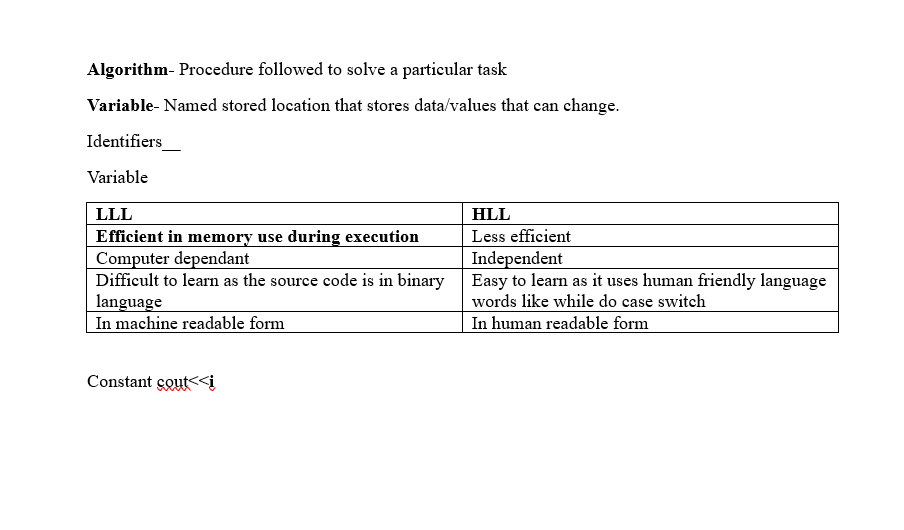 Algorithm- Procedure followed to solve a particular task
Variable- Named stored location that stores data/values that can change.
Identifiers__
Variable
LLL HLL
Efficient in memory use during execution Less efficient
Computer dependant Independent
Difficult to learn as the source code is in binary Easy to learn as it uses human friendly language
language words like while do case switch
In machine readable form In human readable form
Constant cout<<i